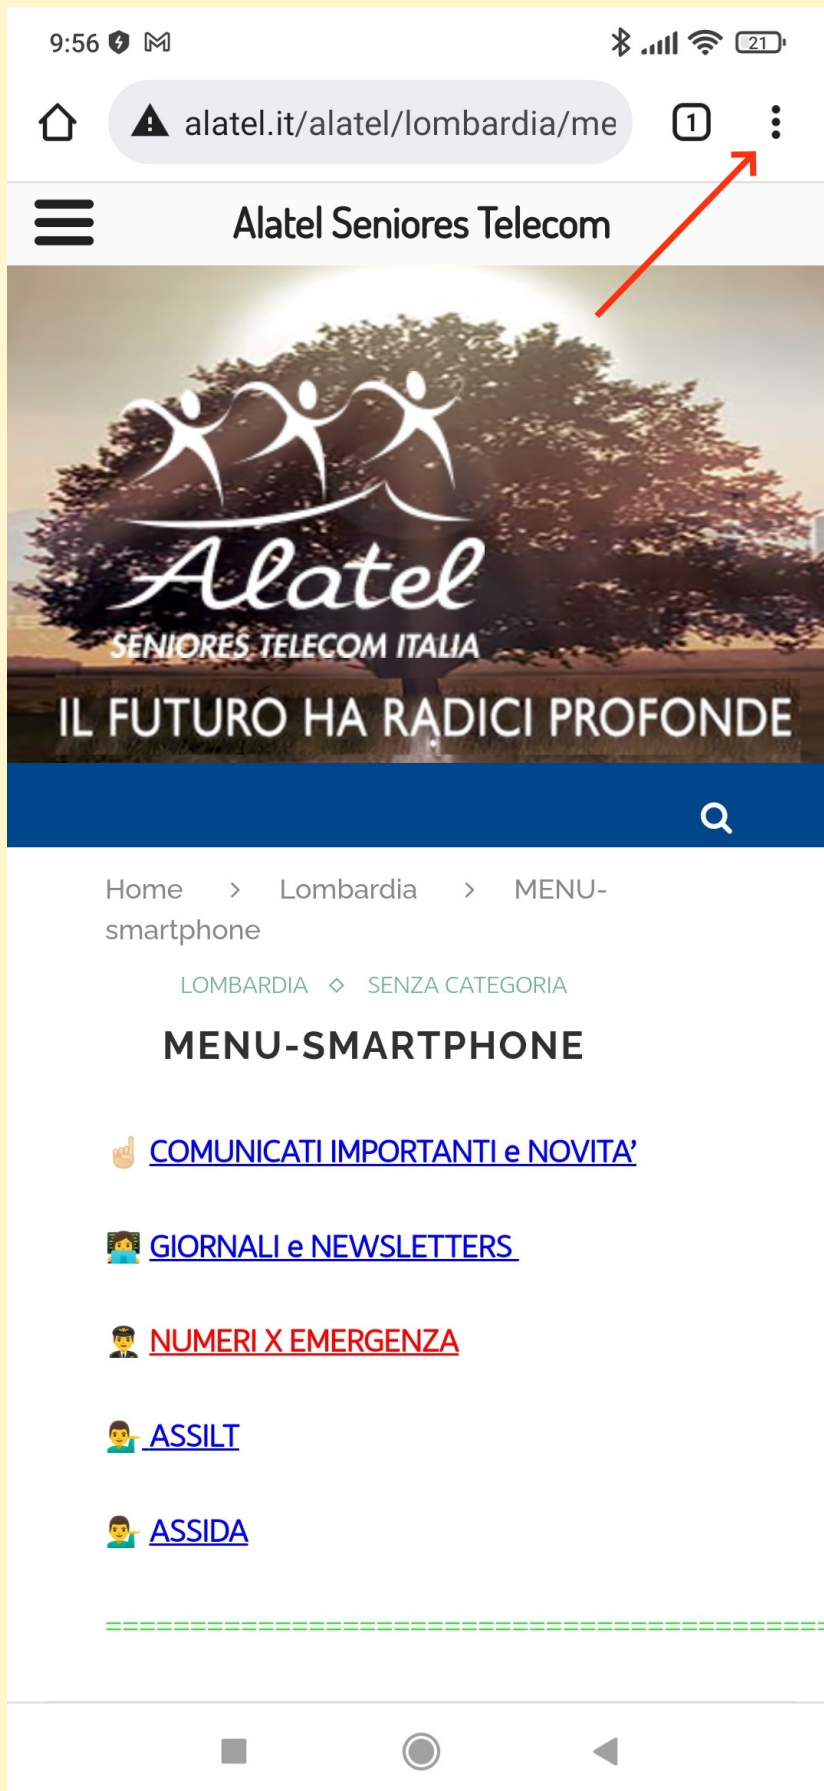 9:56
21
alatel.it/alatel/lombardia/me
1
Alatel Seniores Telecom
Alatel
SENIORES TELECOM ITALIA
IL FUTURO HA RADICI PROFONDE
Home > Lombardia > MENU-
smartphone
LOMBARDIA ◇ SENZA CATEGORIA
MENU-SMARTPHONE
☝🏻 COMUNICATI IMPORTANTI e NOVITA’
👩‍💻 GIORNALI e NEWSLETTERS
👨‍✈️ NUMERI X EMERGENZA
💁‍♂️ ASSILT
💁‍♂️ ASSIDA
===========================================